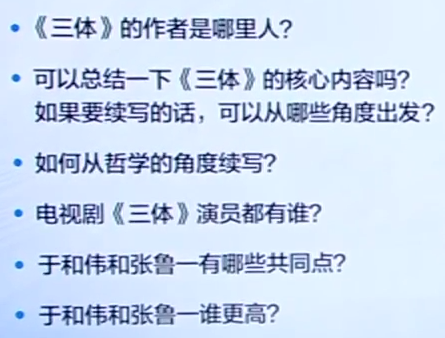 • 《三体》的作者是哪里人?
• 可以总结一下《三体》的核心内容吗?
如果要续写的话，可以从哪些角度出发?
• 如何从哲学的角度续写?
• 电视剧《三体》演员都有谁?
• 于和伟和张鲁一有哪些共同点?
• 于和伟和张鲁一谁更高?